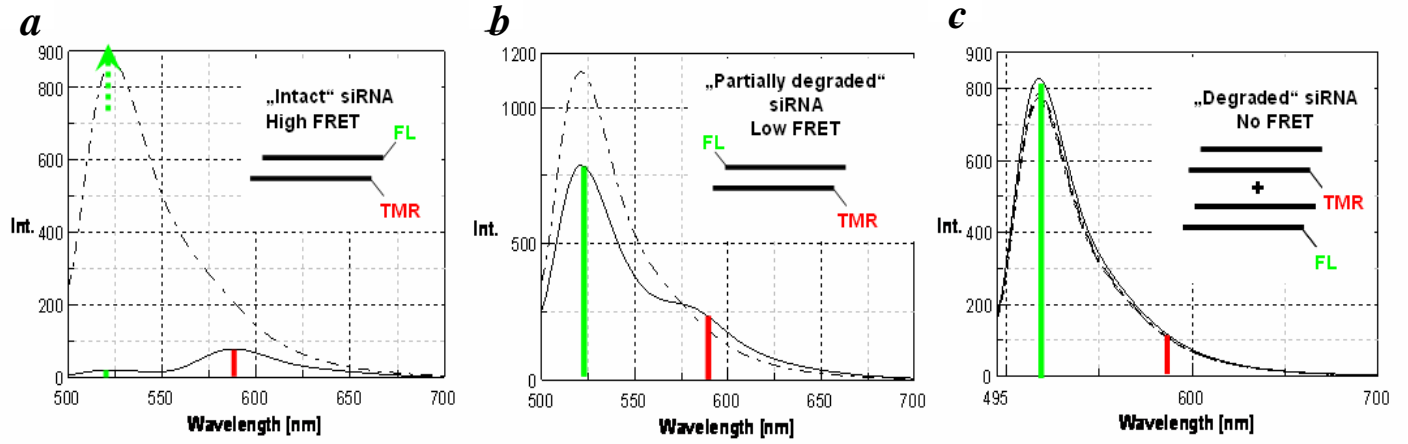 a
900
800
600
Int.
400
200
0
500
550
600
650
700
Wavelength [nm]
„Intact“ siRNA
High FRET
FL
TMR
b
1200
1000
Int.
500
0
500
550
600
650
700
Wavelength [nm]
„Partially degraded“
siRNA
Low FRET
FL
TMR
c
900
800
600
Int.
400
200
0
495
600
700
Wavelength [nm]
„Degraded“ siRNA
No FRET
+
TMR
FL